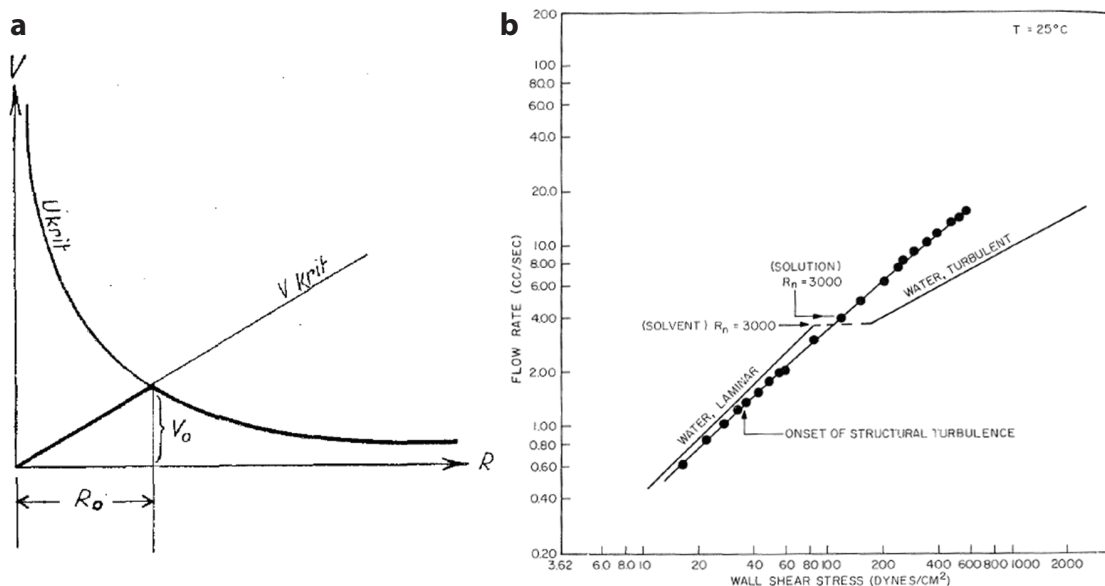 a
V
Ukrit
V krit
V₀
R
R₀
b
T = 25°C
FLOW RATE (CC/SEC)
200
100
80.0
60.0
40.0
20.0
10.0
8.00
6.00
4.00
2.00
1.00
0.80
0.60
0.40
0.20
(SOLUTION)
Rn = 3000
(SOLVENT) Rn = 3000
WATER, TURBULENT
WATER, LAMINAR
ONSET OF STRUCTURAL TURBULENCE
3.62 6.0 8.0 10 20 40 60 80 100 200 400 600 800 1000 2000
WALL SHEAR STRESS (DYNES/CM²)